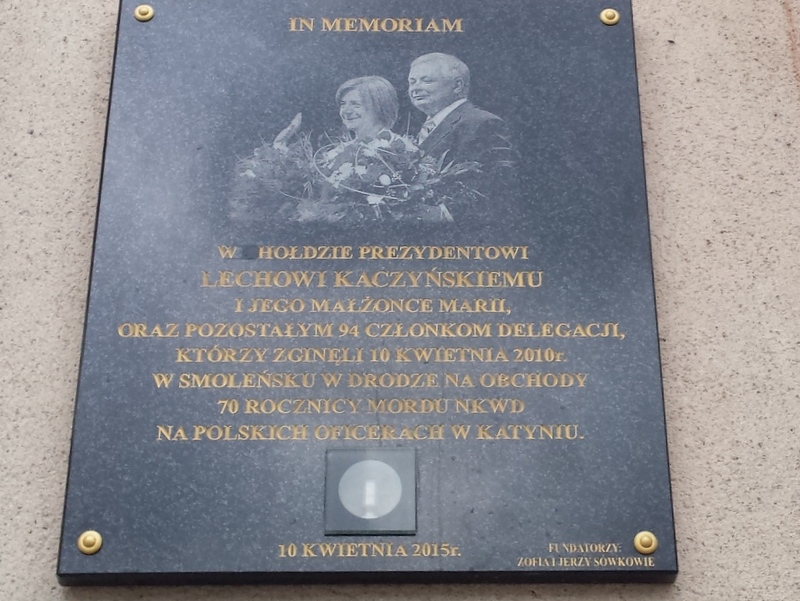 IN MEMORIAM
W HOŁDZIE PREZYDENTOWI
LECHOWI KACZYŃSKIEMU
I JEGO MAŁŻONCE MARII,
ORAZ POZOSTAŁYM 94 CZŁONKOM DELEGACJI,
KTÓRZY ZGINĘLI 10 KWIETNIA 2010r.
W SMOLEŃSKU W DRODZE NA OBCHODY
70 ROCZNICY MORDU NKWD
NA POLSKICH OFICERACH W KATYNIU.
10 KWIETNIA 2015r.
FUNDATORZY:
ZOFIA I JERZY SOWKOWIE